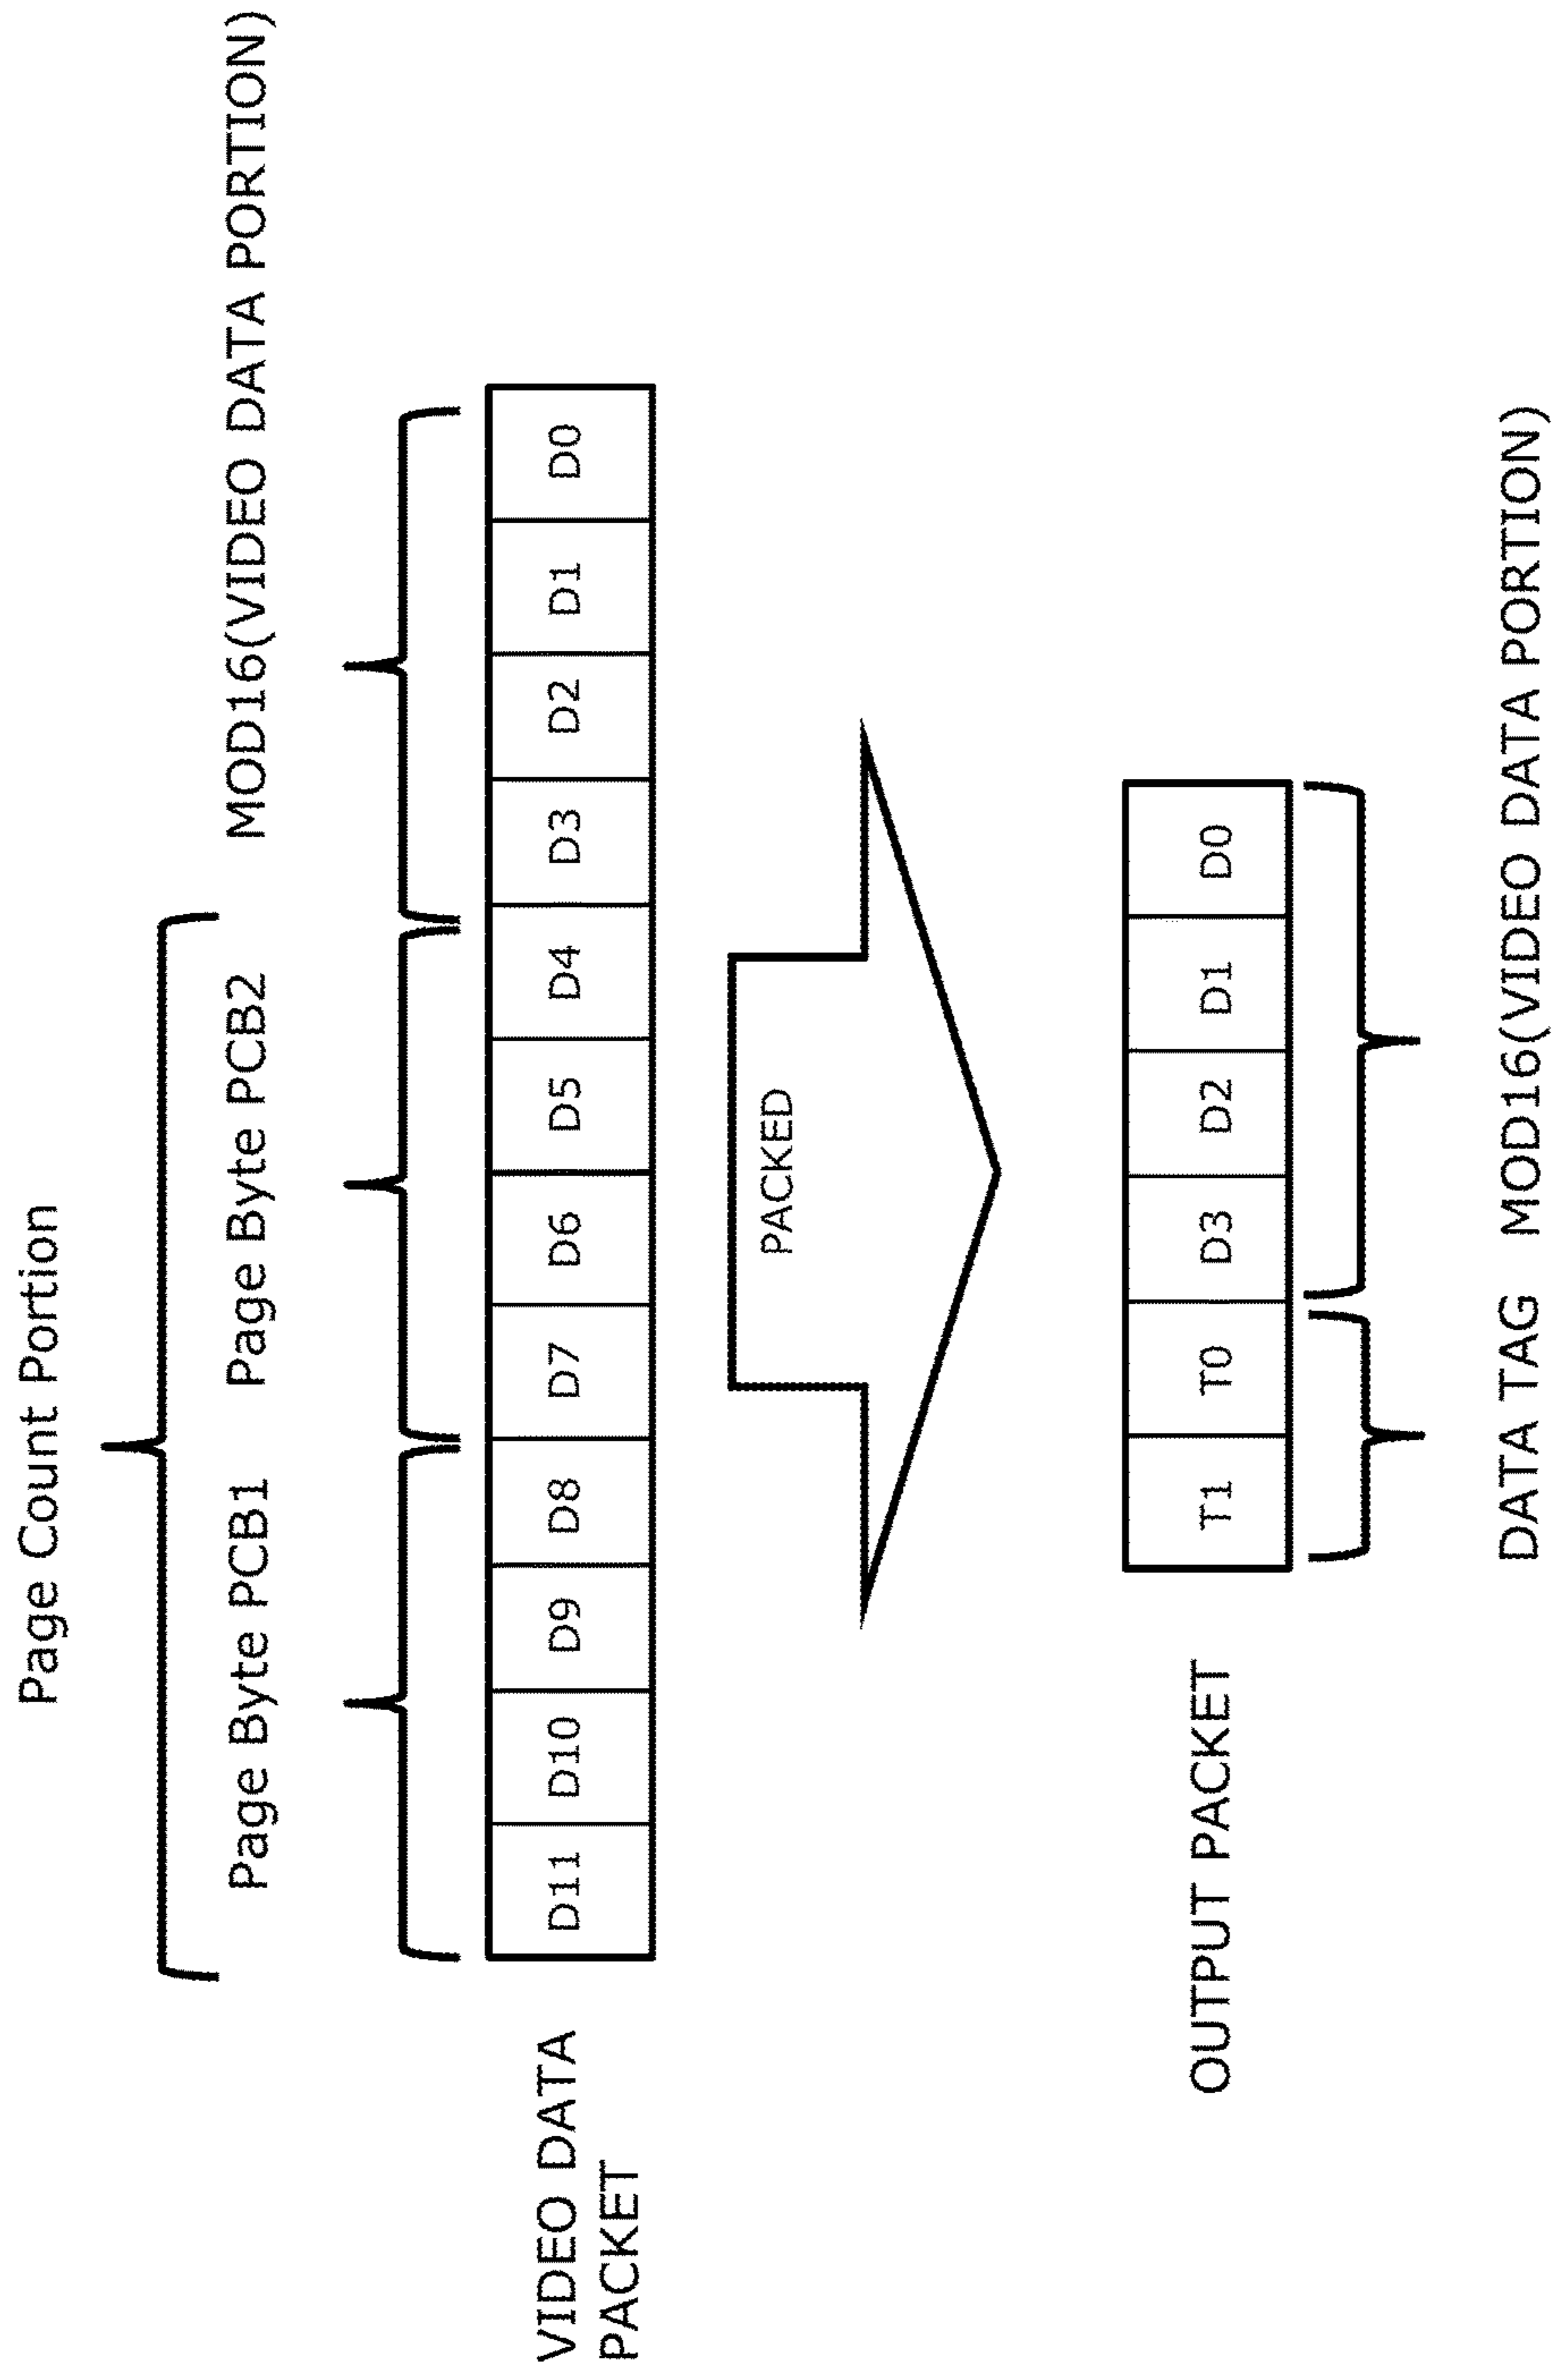 Page Count Portion
Page Byte PCB1 Page Byte PCB2 MOD16(VIDEO DATA PORTION)
VIDEO DATA
PACKET
D11 D10 D9 D8 D7 D6 D5 D4 D3 D2 D1 D0
PACKED
OUTPUT PACKET
T1 T0 D3 D2 D1 D0
DATA TAG MOD16(VIDEO DATA PORTION)